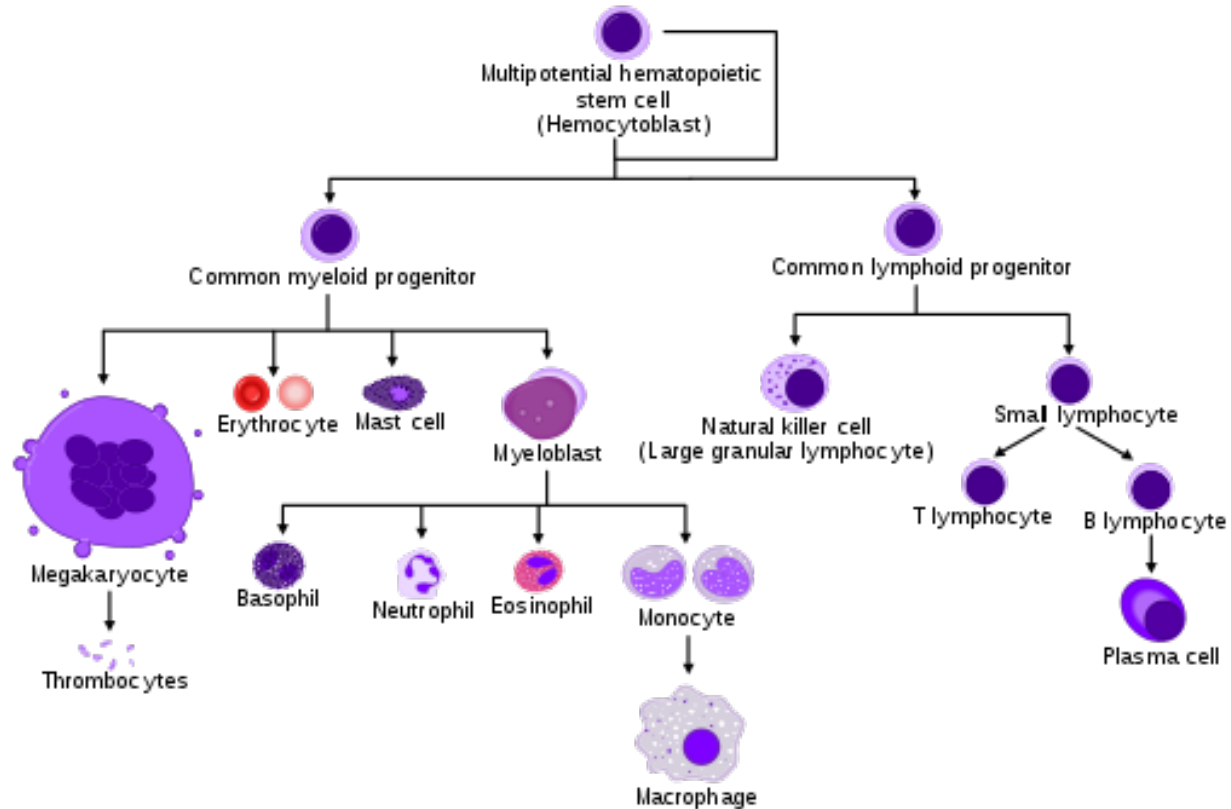 Multipotential hematopoietic
stem cell
(Hemocytoblast)
Common myeloid progenitor
Common lymphoid progenitor
Erythrocyte
Mast cell
Myeloblast
Natural killer cell
(Large granular lymphocyte)
Small lymphocyte
T lymphocyte
B lymphocyte
Megakaryocyte
Basophil
Neutrophil
Eosinophil
Monocyte
Plasma cell
Thrombocytes
Macrophage